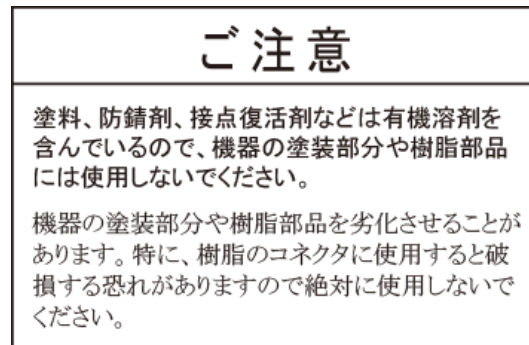 ご注意
塗料、防錆剤、接点復活剤などは有機溶剤を
含んでいるので、機器の塗装部分や樹脂部品
には使用しないでください。
機器の塗装部分や樹脂部品を劣化させることが
あります。特に、樹脂のコネクタに使用すると破
損する恐れがありますので絶対に使用しないで
ください。